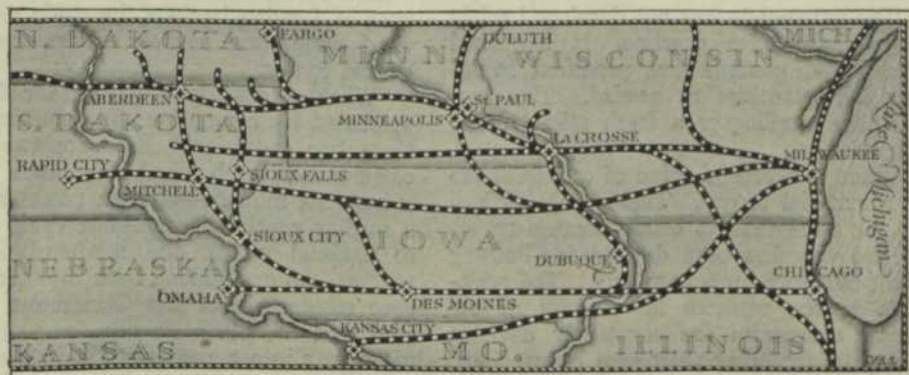 N. DAKOTA
FARGO
MINN
DULUTH
WISCONSIN
MICH
ABERDEEN
ST. PAUL
MINNEAPOLIS
S. DAKOTA
LA CROSSE
Lake Michigan
RAPID CITY
MITCHELL
SIOUX FALLS
MILWAUKEE
SIOUX CITY
IOWA
NEBRASKA
DUBUQUE
CHICAGO
OMAHA
DES MOINES
KANSAS CITY
KANSAS
MO.
ILLINOIS